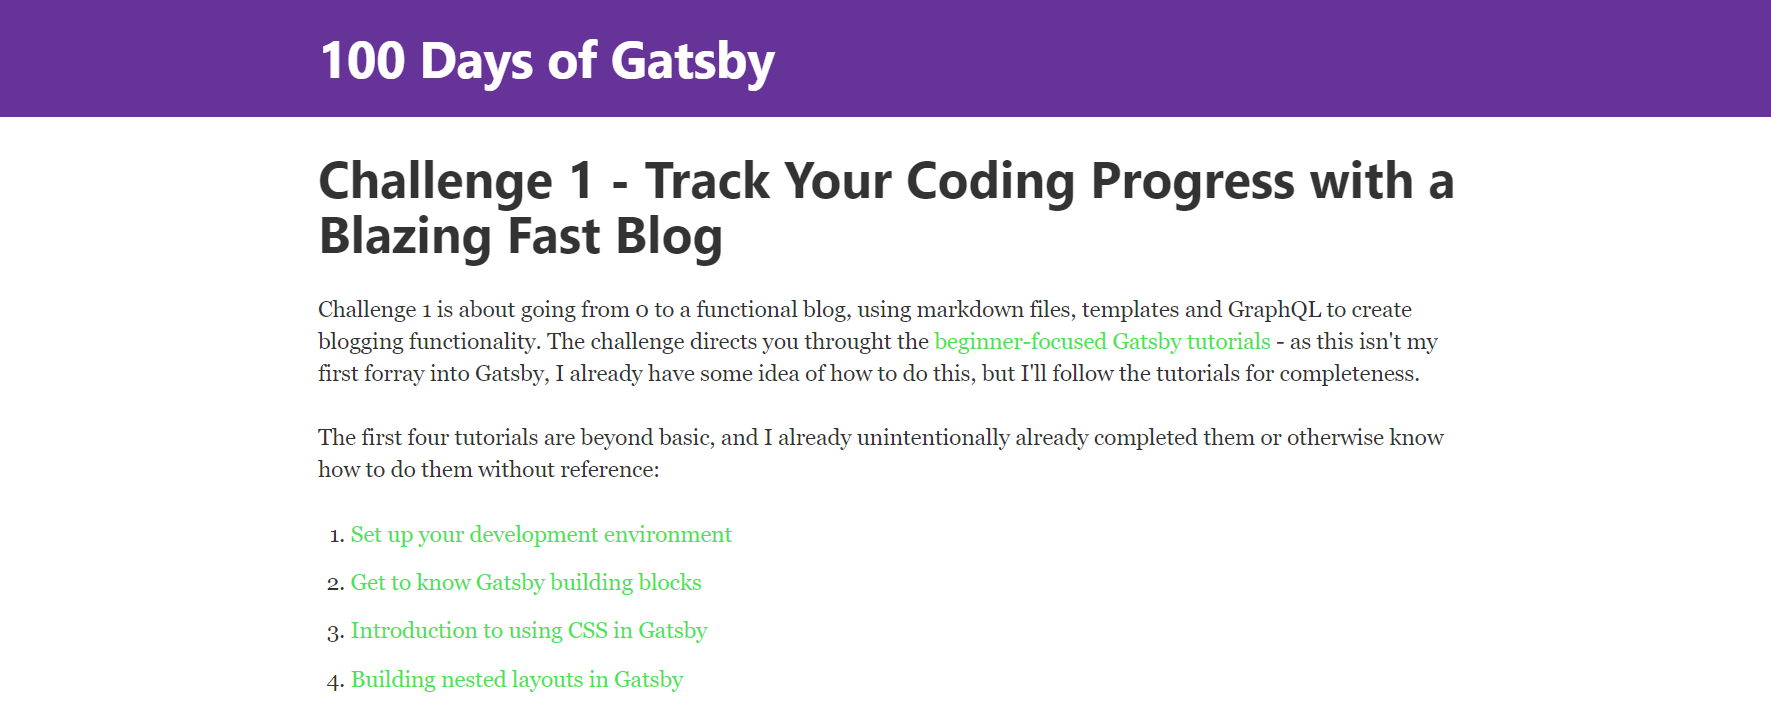 100 Days of Gatsby
Challenge 1 - Track Your Coding Progress with a
Blazing Fast Blog
Challenge 1 is about going from 0 to a functional blog, using markdown files, templates and GraphQL to create
blogging functionality. The challenge directs you throught the beginner-focused Gatsby tutorials - as this isn't my
first forray into Gatsby, I already have some idea of how to do this, but I'll follow the tutorials for completeness.
The first four tutorials are beyond basic, and I already unintentionally already completed them or otherwise know
how to do them without reference:
1. Set up your development environment
2. Get to know Gatsby building blocks
3. Introduction to using CSS in Gatsby
4. Building nested layouts in Gatsby